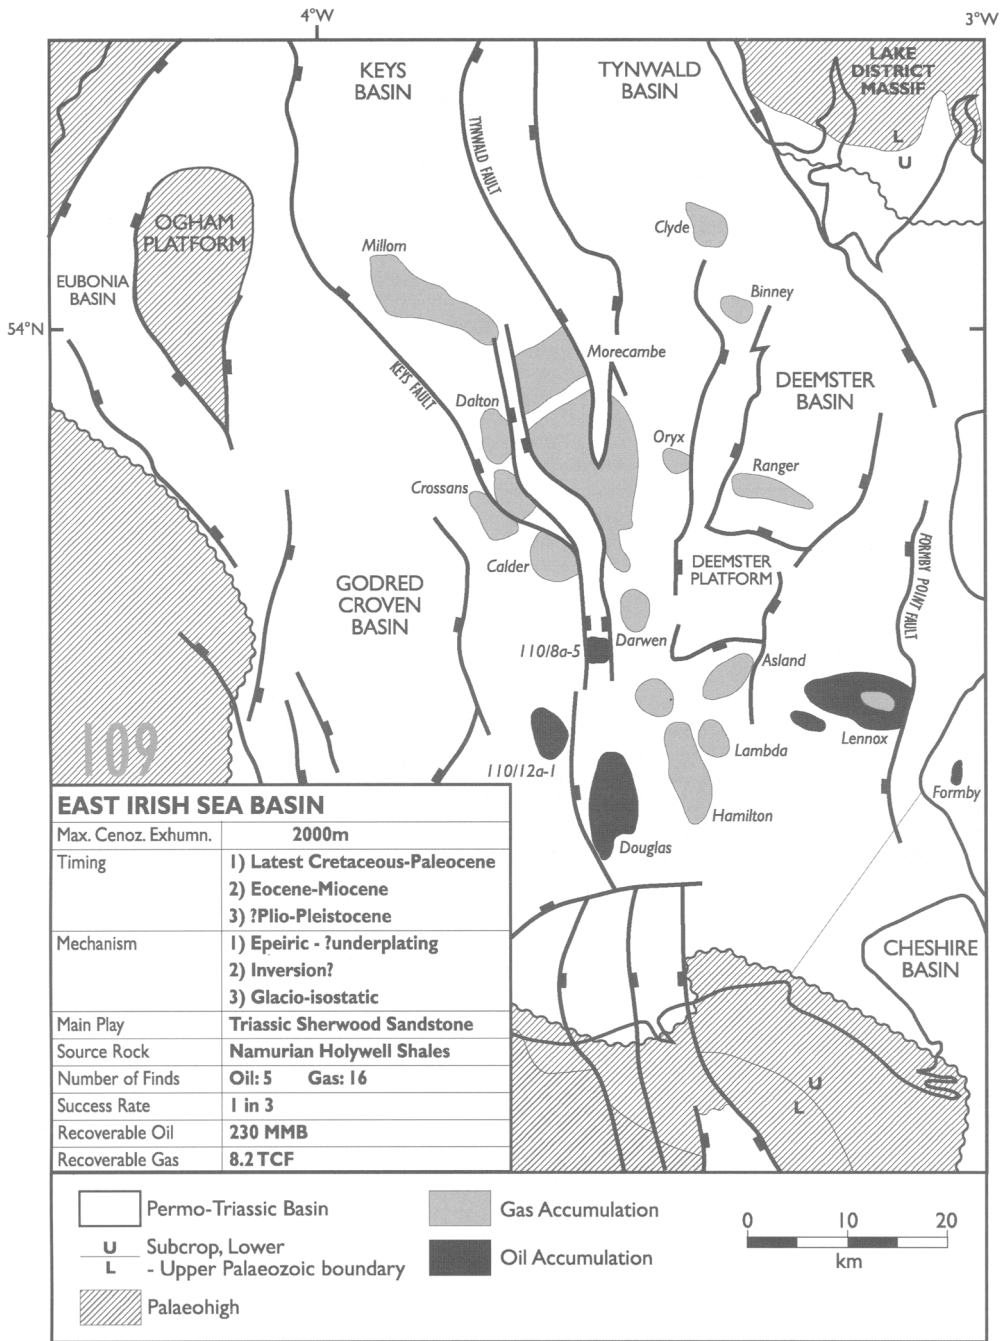 4°W
3°W
KEYS
BASIN
TYNWALD
BASIN
LAKE
DISTRICT
MASSIF
L
U
TYNWALD FAULT
OGHAM
PLATFORM
Clyde
Millom
EUBONIA
BASIN
Binney
54°N
Morecambe
KEYS FAULT
DEEMSTER
BASIN
Dalton
Oryx
Ranger
Crossans
FORMBY POINT FAULT
Calder
DEEMSTER
PLATFORM
GODRED
CROVEN
BASIN
Darwen
110/8a-5
Asland
109
Lennox
Lambda
110/12a-1
Formby
Hamilton
Douglas
CHESHIRE
BASIN
U
L
EAST IRISH SEA BASIN
Max. Cenoz. Exhumn. 2000m
Timing 1) Latest Cretaceous-Paleocene
2) Eocene-Miocene
3) ?Plio-Pleistocene
Mechanism 1) Epeiric - ?underplating
2) Inversion?
3) Glacio-isostatic
Main Play Triassic Sherwood Sandstone
Source Rock Namurian Holywell Shales
Number of Finds Oil: 5 Gas: 16
Success Rate 1 in 3
Recoverable Oil 230 MMB
Recoverable Gas 8.2 TCF
Permo-Triassic Basin
U Subcrop, Lower
L - Upper Palaeozoic boundary
Palaeohigh
Gas Accumulation
Oil Accumulation
0 10 20
km